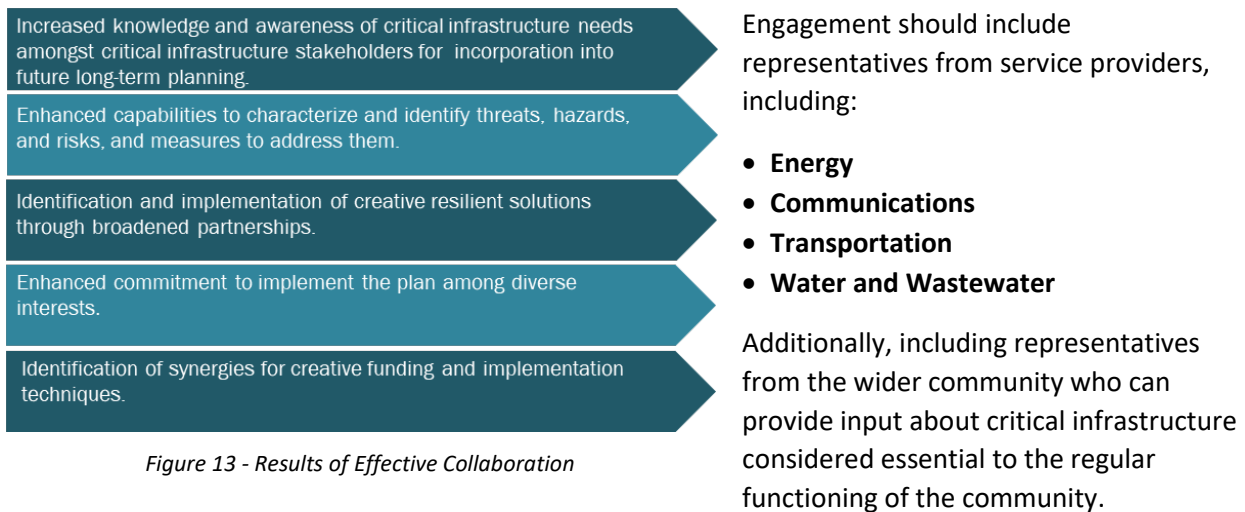 Increased knowledge and awareness of critical infrastructure needs
amongst critical infrastructure stakeholders for incorporation into
future long-term planning.
Enhanced capabilities to characterize and identify threats, hazards,
and risks, and measures to address them.
Identification and implementation of creative resilient solutions
through broadened partnerships.
Enhanced commitment to implement the plan among diverse
interests.
Identification of synergies for creative funding and implementation
techniques.
Figure 13 - Results of Effective Collaboration
Engagement should include
representatives from service providers,
including:
• Energy
• Communications
• Transportation
• Water and Wastewater
Additionally, including representatives
from the wider community who can
provide input about critical infrastructure
considered essential to the regular
functioning of the community.